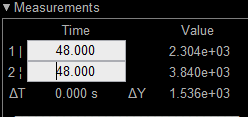 ▼ Measurements
Time Value
1 | 48.000 2.304e+03
2 | 48.000 3.840e+03
ΔT 0.000 s ΔY 1.536e+03